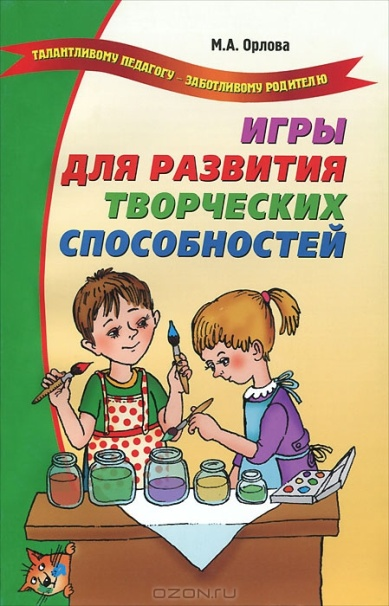 М.А. Орлова
ТАЛАНТЛИВОМУ ПЕДАГОГУ – ЗАБОТЛИВОМУ РОДИТЕЛЮ
ИГРЫ
ДЛЯ РАЗВИТИЯ
ТВОРЧЕСКИХ
СПОСОБНОСТЕЙ
OZON.ru